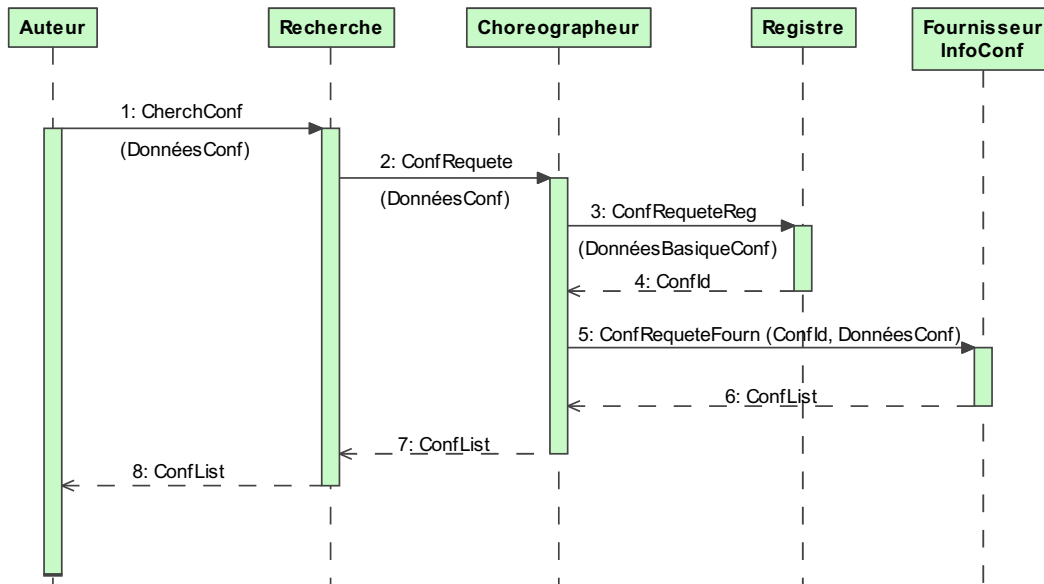 Auteur
Recherche
Choreographeur
Registre
Fournisseur
InfoConf
1: CherchConf
(DonnéesConf)
2: ConfRequete
(DonnéesConf)
3: ConfRequeteReg
(DonnéesBasiqueConf)
4: ConfId
5: ConfRequeteFourn (ConfId, DonnéesConf)
6: ConfList
7: ConfList
8: ConfList